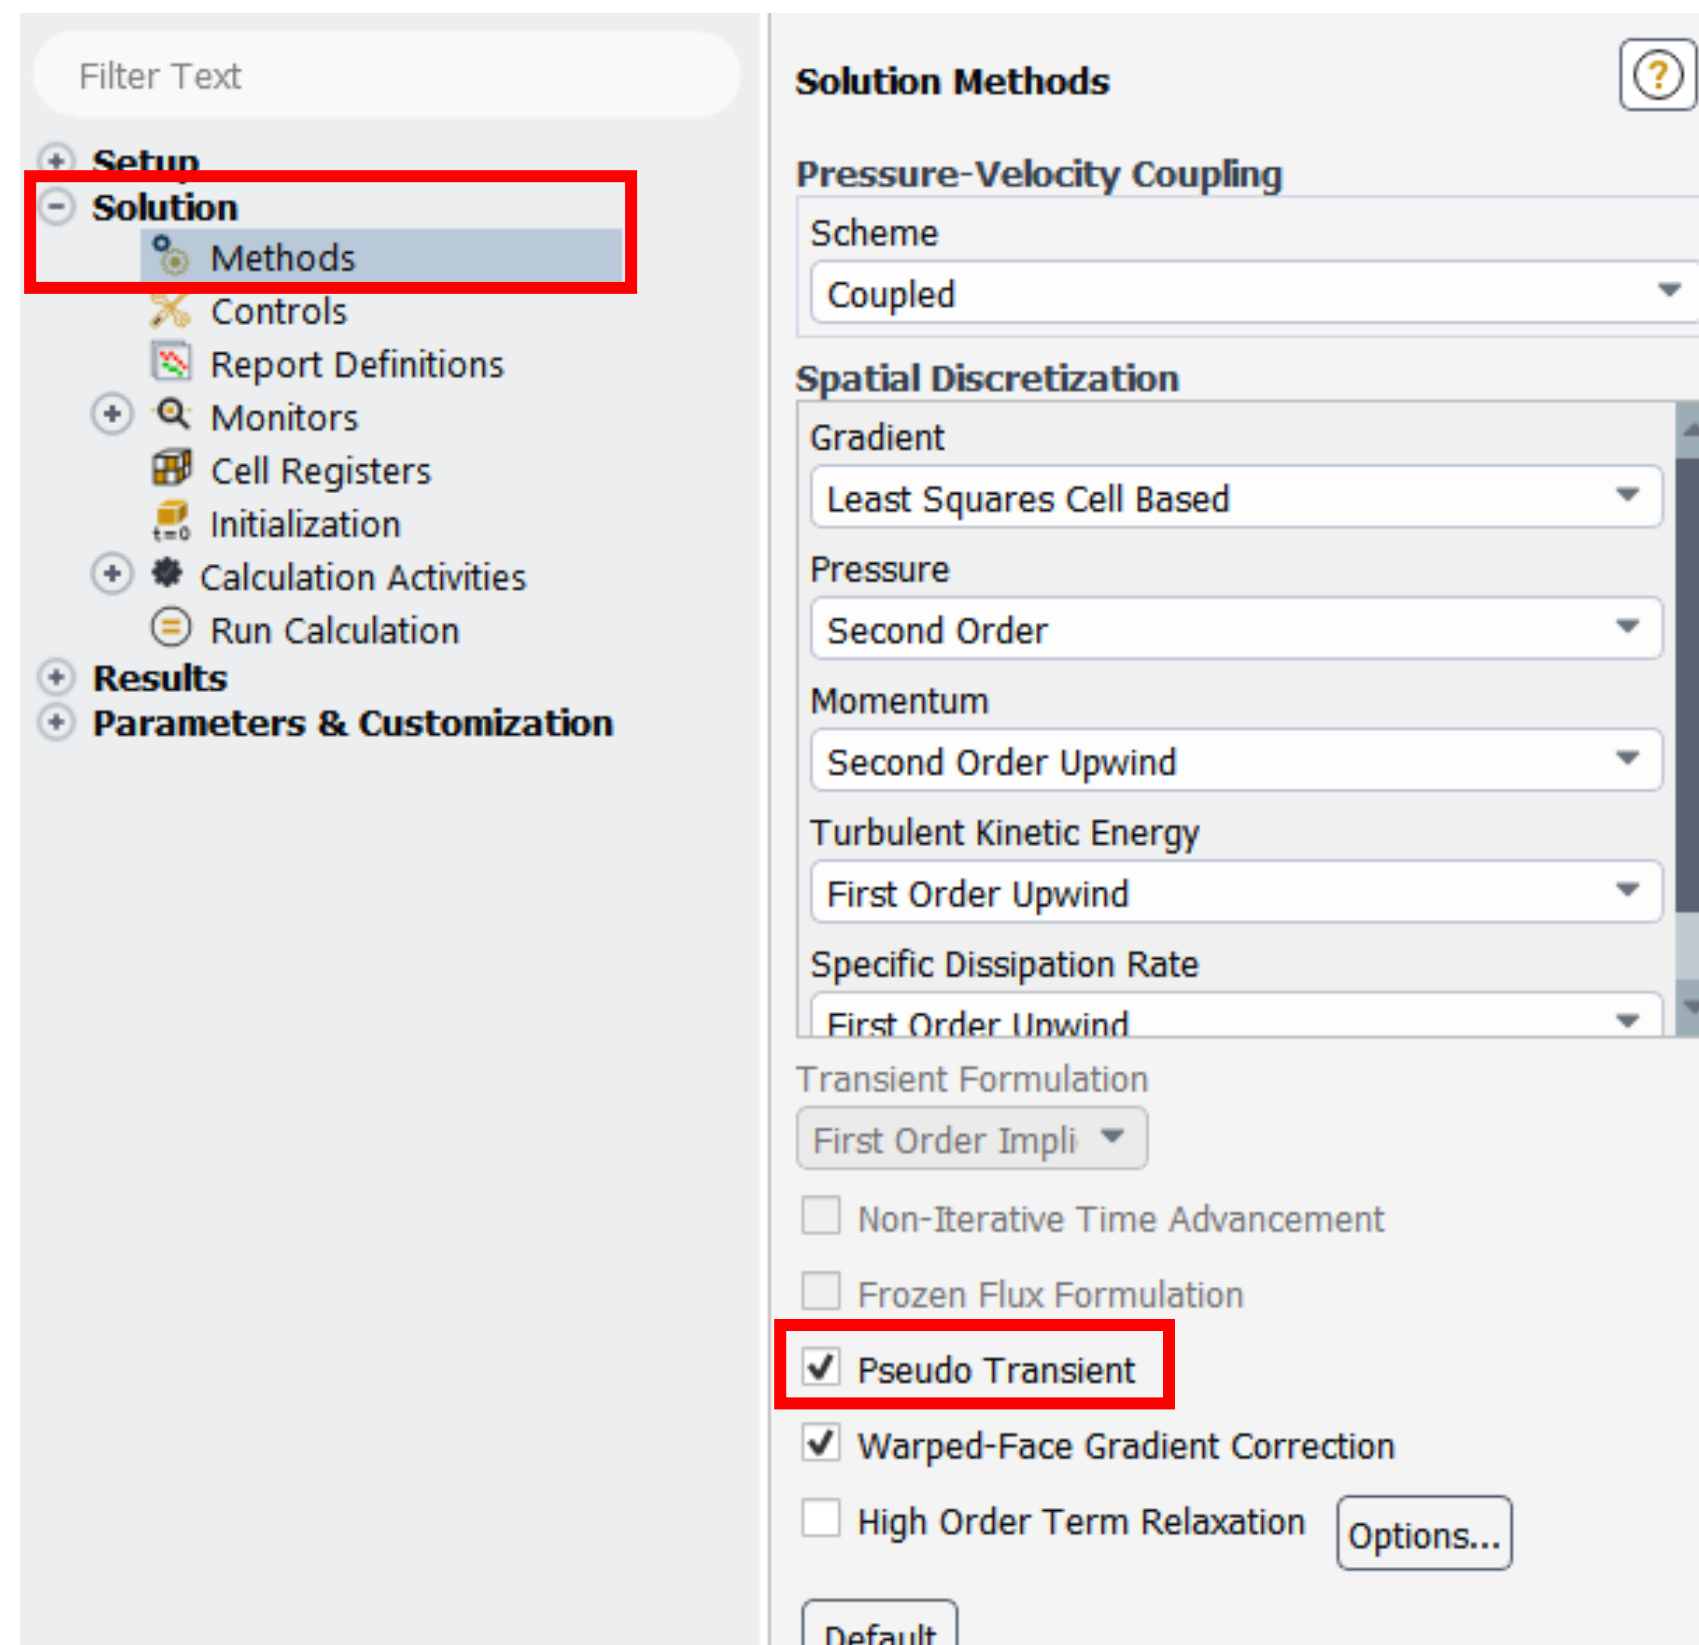 Filter Text
Setup
Solution
Methods
Controls
Report Definitions
Monitors
Cell Registers
t=0
Initialization
Calculation Activities
Run Calculation
Results
Parameters & Customization
Solution Methods
?
Pressure-Velocity Coupling
Scheme
Coupled
Spatial Discretization
Gradient
Least Squares Cell Based
Pressure
Second Order
Momentum
Second Order Upwind
Turbulent Kinetic Energy
First Order Upwind
Specific Dissipation Rate
First Order Upwind
Transient Formulation
First Order Impli
Non-Iterative Time Advancement
Frozen Flux Formulation
Pseudo Transient
Warped-Face Gradient Correction
High Order Term Relaxation
Options...
Default